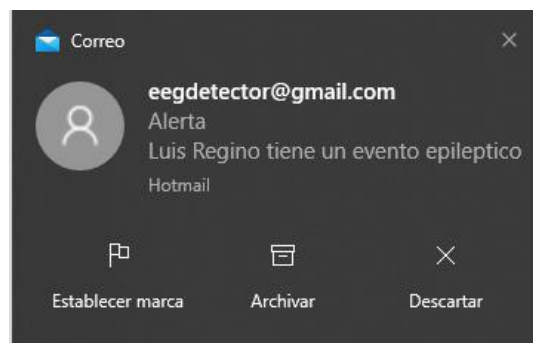 Correo
eegdetector@gmail.com
Alerta
Luis Regino tiene un evento epileptico
Hotmail
Establecer marca Archivar Descartar